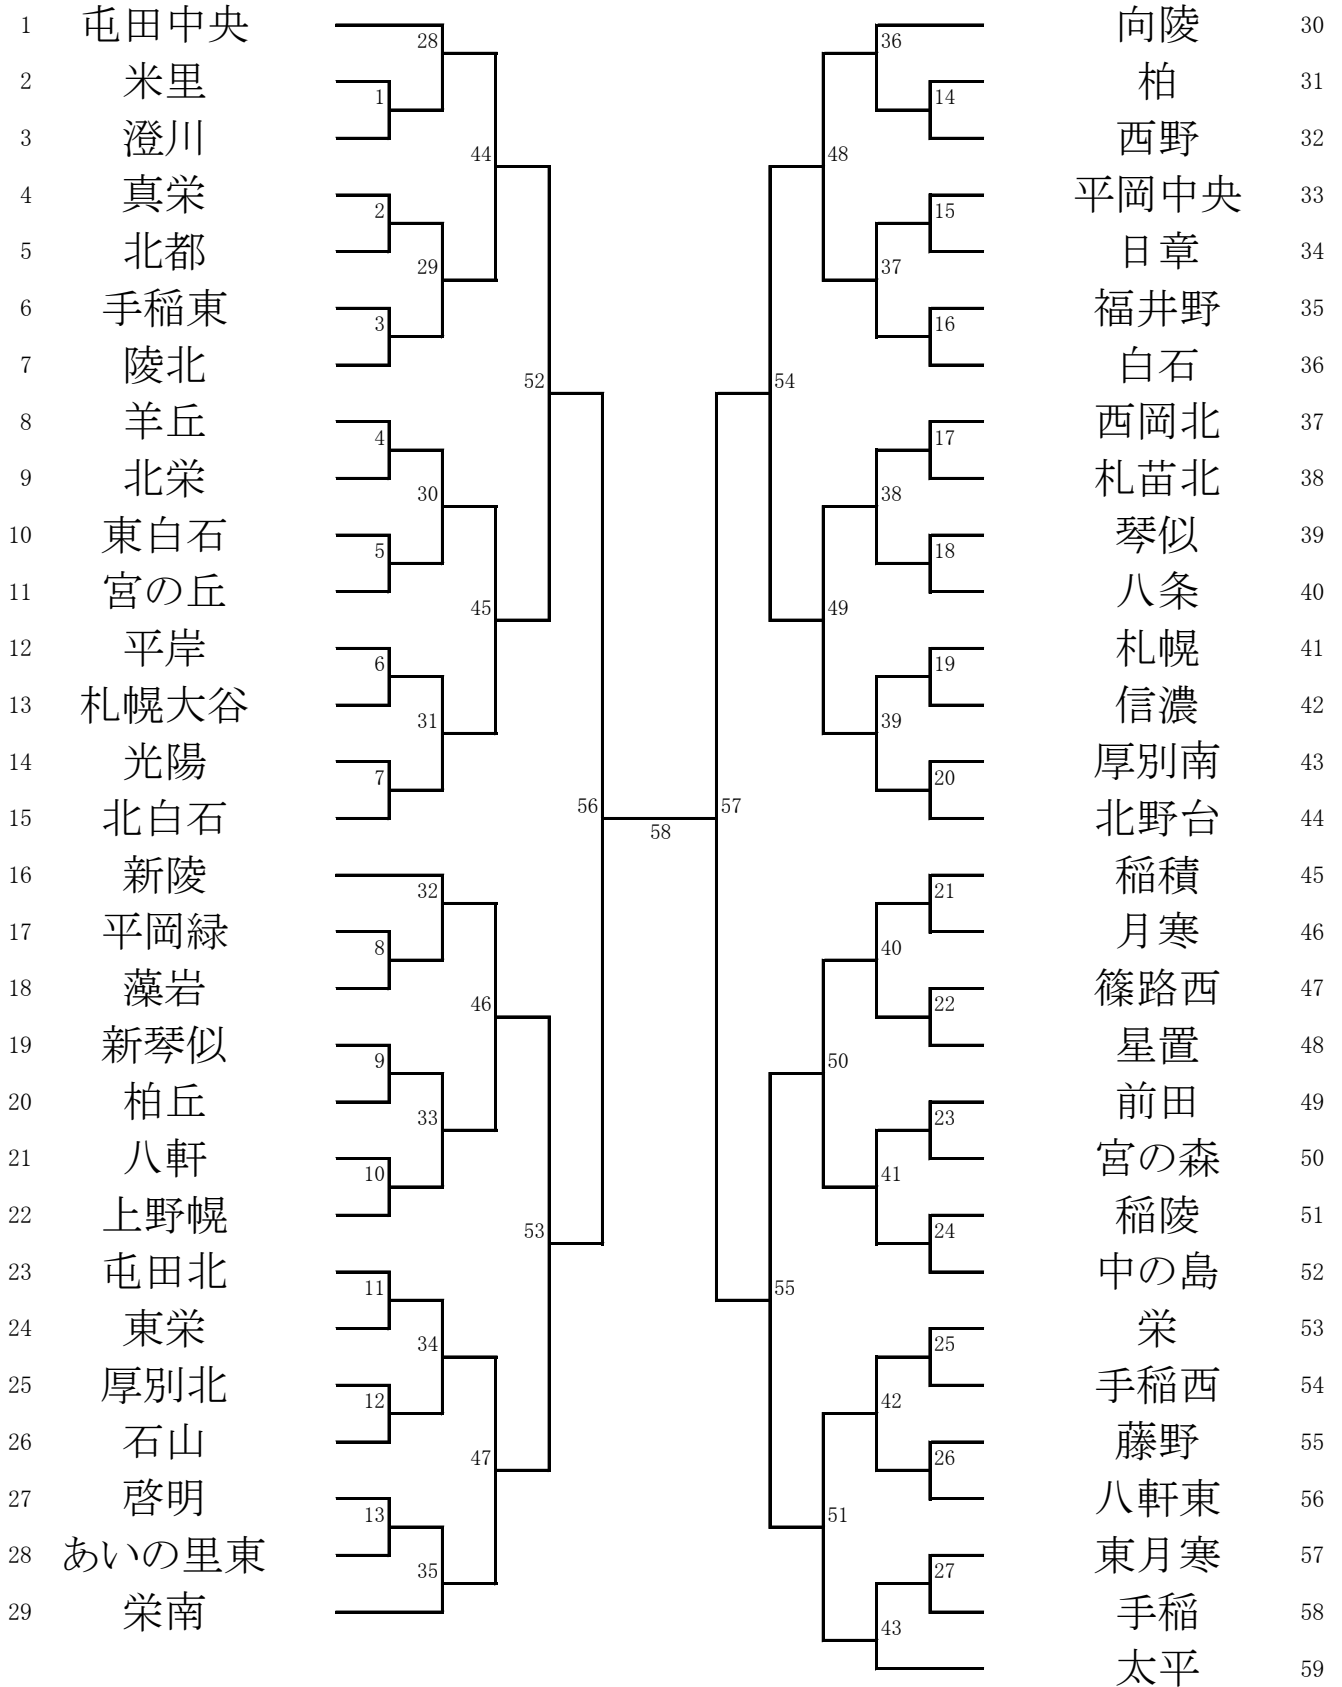 1 屯田中央
2 米里
3 澄川
4 真栄
5 北都
6 手稲東
7 陵北
8 羊丘
9 北栄
10 東白石
11 宮の丘
12 平岸
13 札幌大谷
14 光陽
15 北白石
16 新陵
17 平岡緑
18 藻岩
19 新琴似
20 柏丘
21 八軒
22 上野幌
23 屯田北
24 東栄
25 厚別北
26 石山
27 啓明
28 あいの里東
29 栄南
1
2
3
4
5
6
7
8
9
10
11
12
13
28
29
30
31
32
33
34
35
44
45
46
47
52
53
56
58
57
54
55
48
49
50
51
36
37
38
39
40
41
42
43
14
15
16
17
18
19
20
21
22
23
24
25
26
27
向陵 30
柏 31
西野 32
平岡中央 33
日章 34
福井野 35
白石 36
西岡北 37
札苗北 38
琴似 39
八条 40
札幌 41
信濃 42
厚別南 43
北野台 44
稲積 45
月寒 46
篠路西 47
星置 48
前田 49
宮の森 50
稲陵 51
中の島 52
栄 53
手稲西 54
藤野 55
八軒東 56
東月寒 57
手稲 58
太平 59